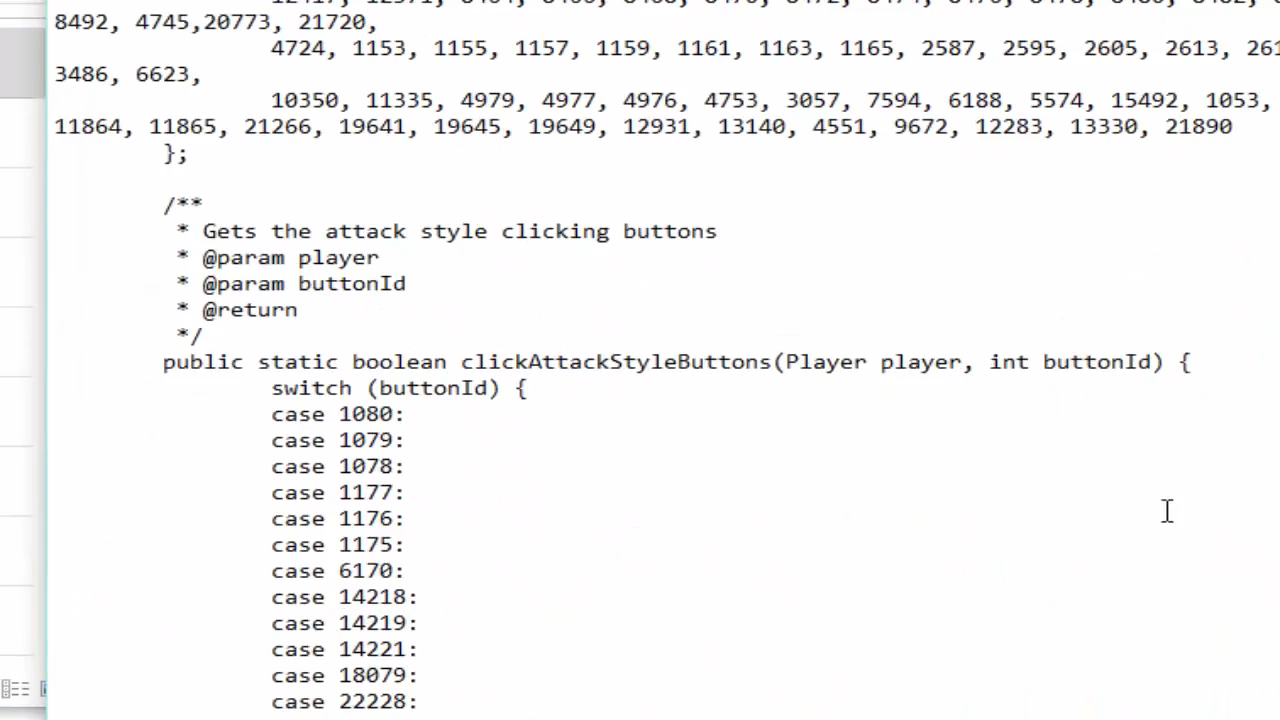 8492, 4745,20773, 21720,
4724, 1153, 1155, 1157, 1159, 1161, 1163, 1165, 2587, 2595, 2605, 2613,
3486, 6623,
10350, 11335, 4979, 4977, 4976, 4753, 3057, 7594, 6188, 5574, 15492, 1053,
11864, 11865, 21266, 19641, 19645, 19649, 12931, 13140, 4551, 9672, 12283, 13330, 21890
};
/**
* Gets the attack style clicking buttons
* @param player
* @param buttonId
* @return
*/
public static boolean clickAttackStyleButtons(Player player, int buttonId) {
switch (buttonId) {
case 1080:
case 1079:
case 1078:
case 1177:
case 1176:
case 1175:
case 6170:
case 14218:
case 14219:
case 14221:
case 18079:
case 22228: